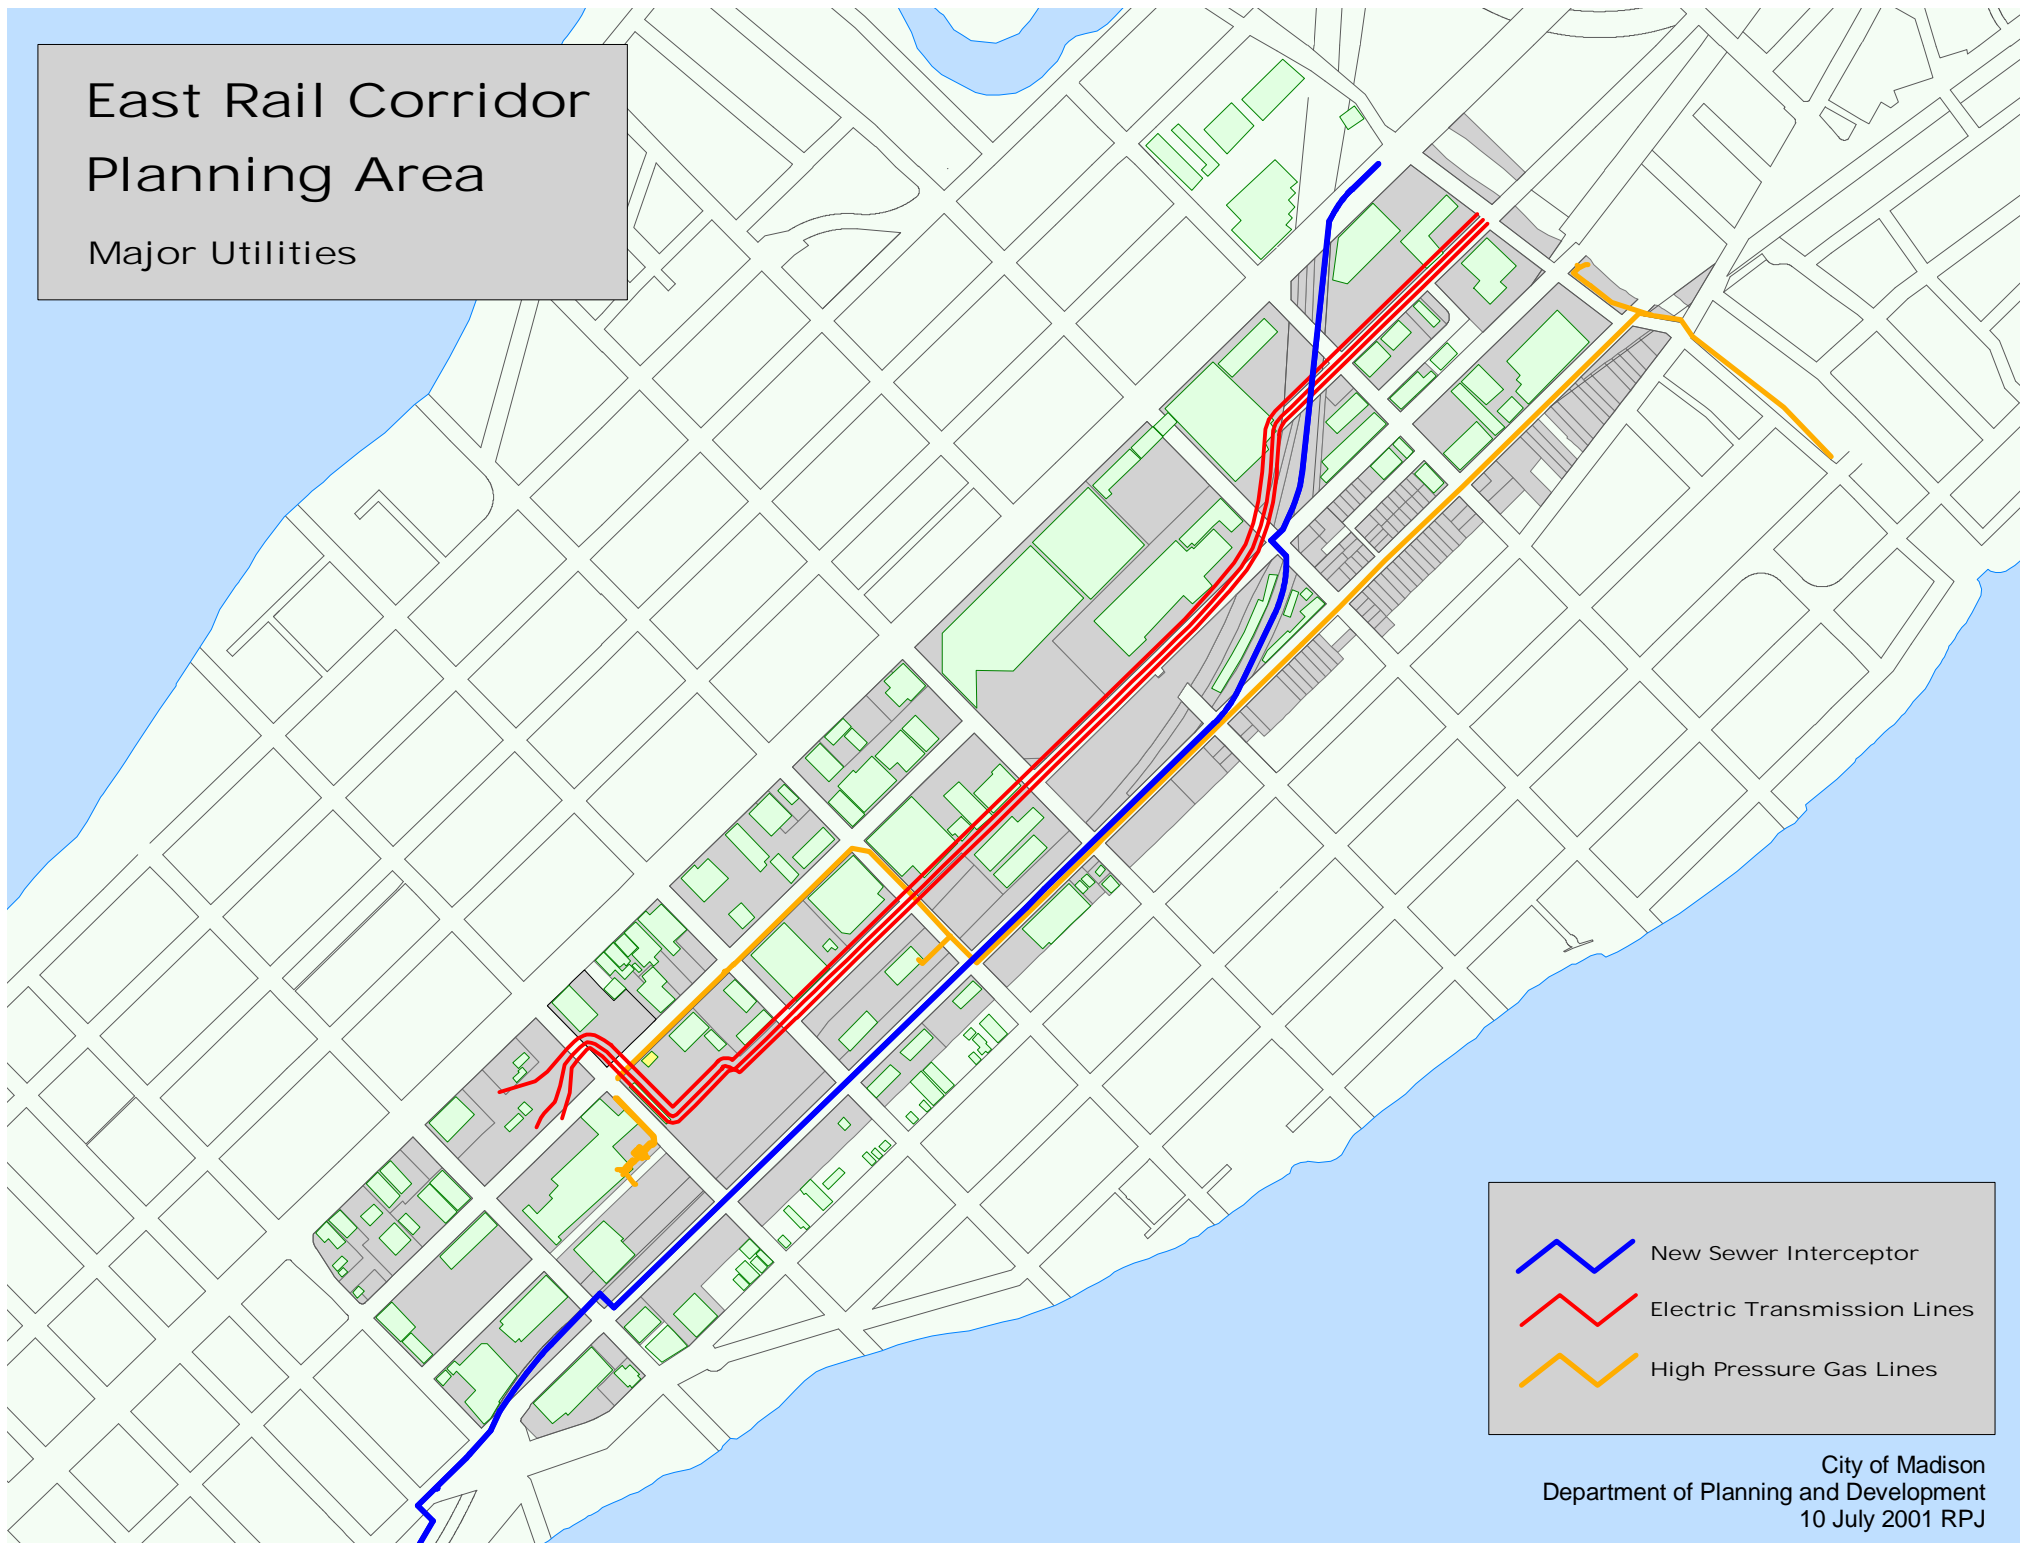 East Rail Corridor
Planning Area
Major Utilities
New Sewer Interceptor
Electric Transmission Lines
High Pressure Gas Lines
City of Madison
Department of Planning and Development
10 July 2001 RPJ